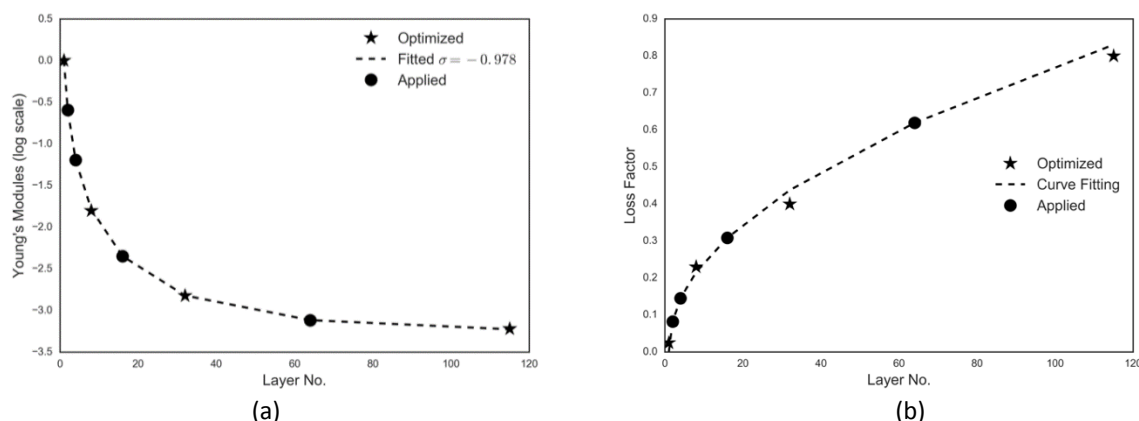 0.5
0.0
−0.5
−1.0
−1.5
−2.0
−2.5
−3.0
−3.5
Young's Modules (log scale)
Optimized
Fitted σ = −0.978
Applied
0 20 40 60 80 100 120
Layer No.
(a)
0.9
0.8
0.7
0.6
0.5
0.4
0.3
0.2
0.1
0.0
Loss Factor
Optimized
Curve Fitting
Applied
0 20 40 60 80 100 120
Layer No.
(b)